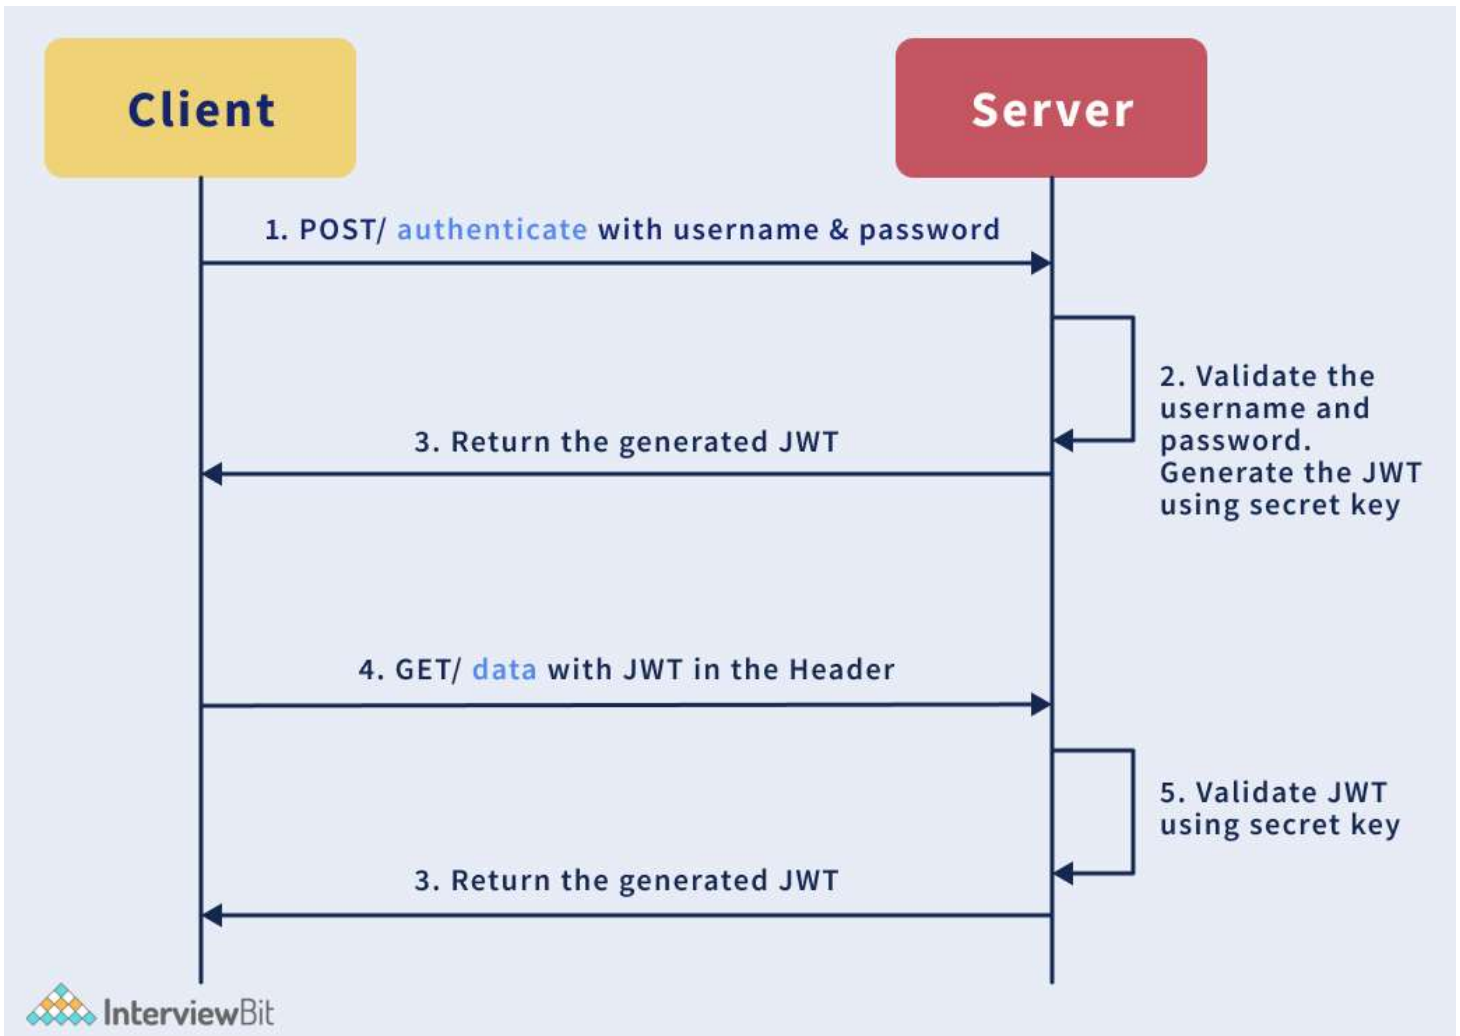 Client
Server
1. POST/ authenticate with username & password
2. Validate the
username and
password.
Generate the JWT
using secret key
3. Return the generated JWT
4. GET/ data with JWT in the Header
5. Validate JWT
using secret key
3. Return the generated JWT
InterviewBit